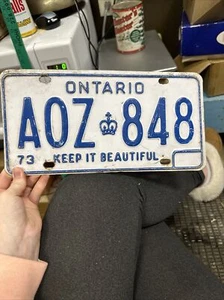 ONTARIO
AOZ 848
73 KEEP IT BEAUTIFUL